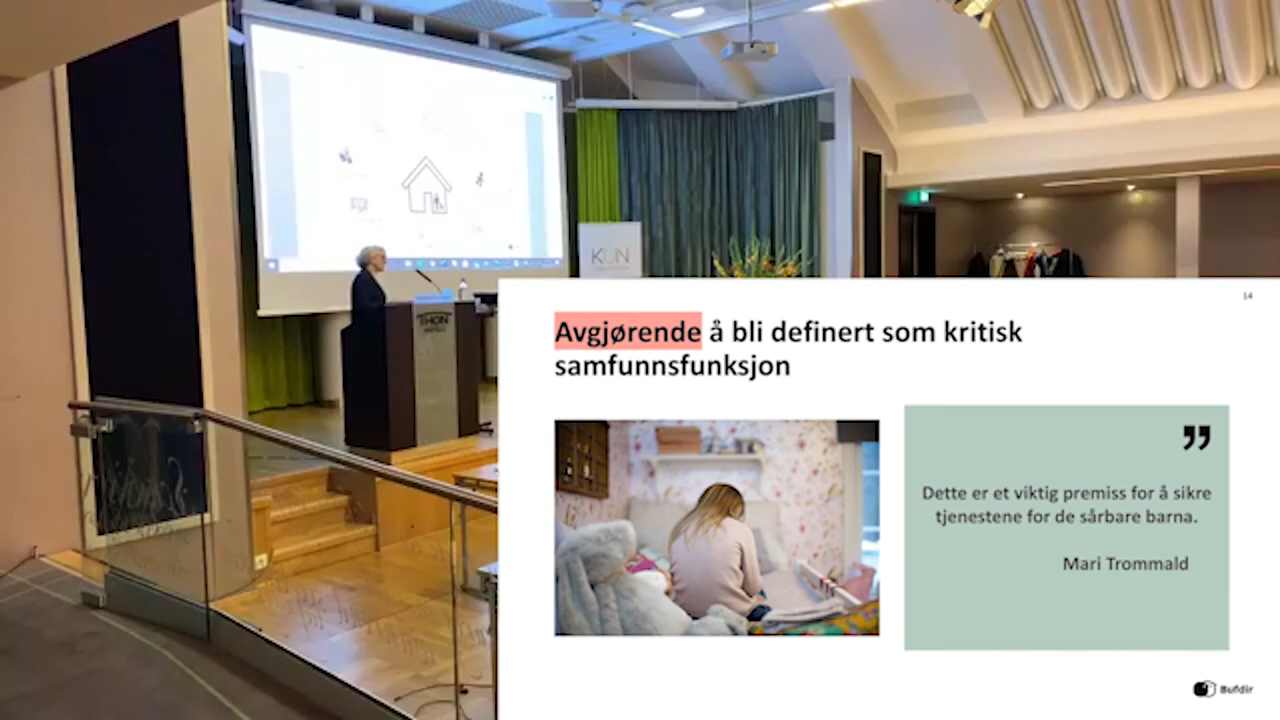 KUN
THON
HOTELS
14
Avgjørende å bli definert som kritisk
samfunnsfunksjon
”
Dette er et viktig premiss for å sikre
tjenestene for de sårbare barna.
Mari Trommald
Bufdir